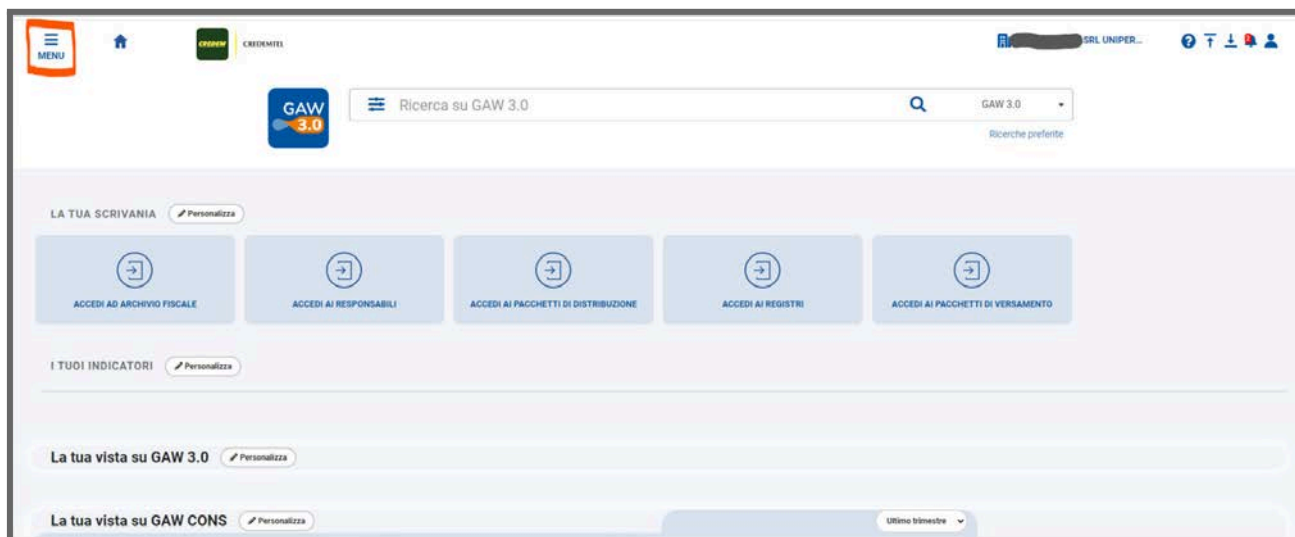 MENU
CREDEM
CREDEMTEL
SRL UNIPER...
GAW
3.0
Ricerca su GAW 3.0
GAW 3.0
Ricerche preferite
LA TUA SCRIVANIA
Personalizza
ACCEDI AD ARCHIVIO FISCALE
ACCEDI AI RESPONSABILI
ACCEDI AI PACCHETTI DI DISTRIBUZIONE
ACCEDI AI REGISTRI
ACCEDI AI PACCHETTI DI VERSAMENTO
I TUOI INDICATORI
Personalizza
La tua vista su GAW 3.0
Personalizza
La tua vista su GAW CONS
Personalizza
Ultimo trimestre